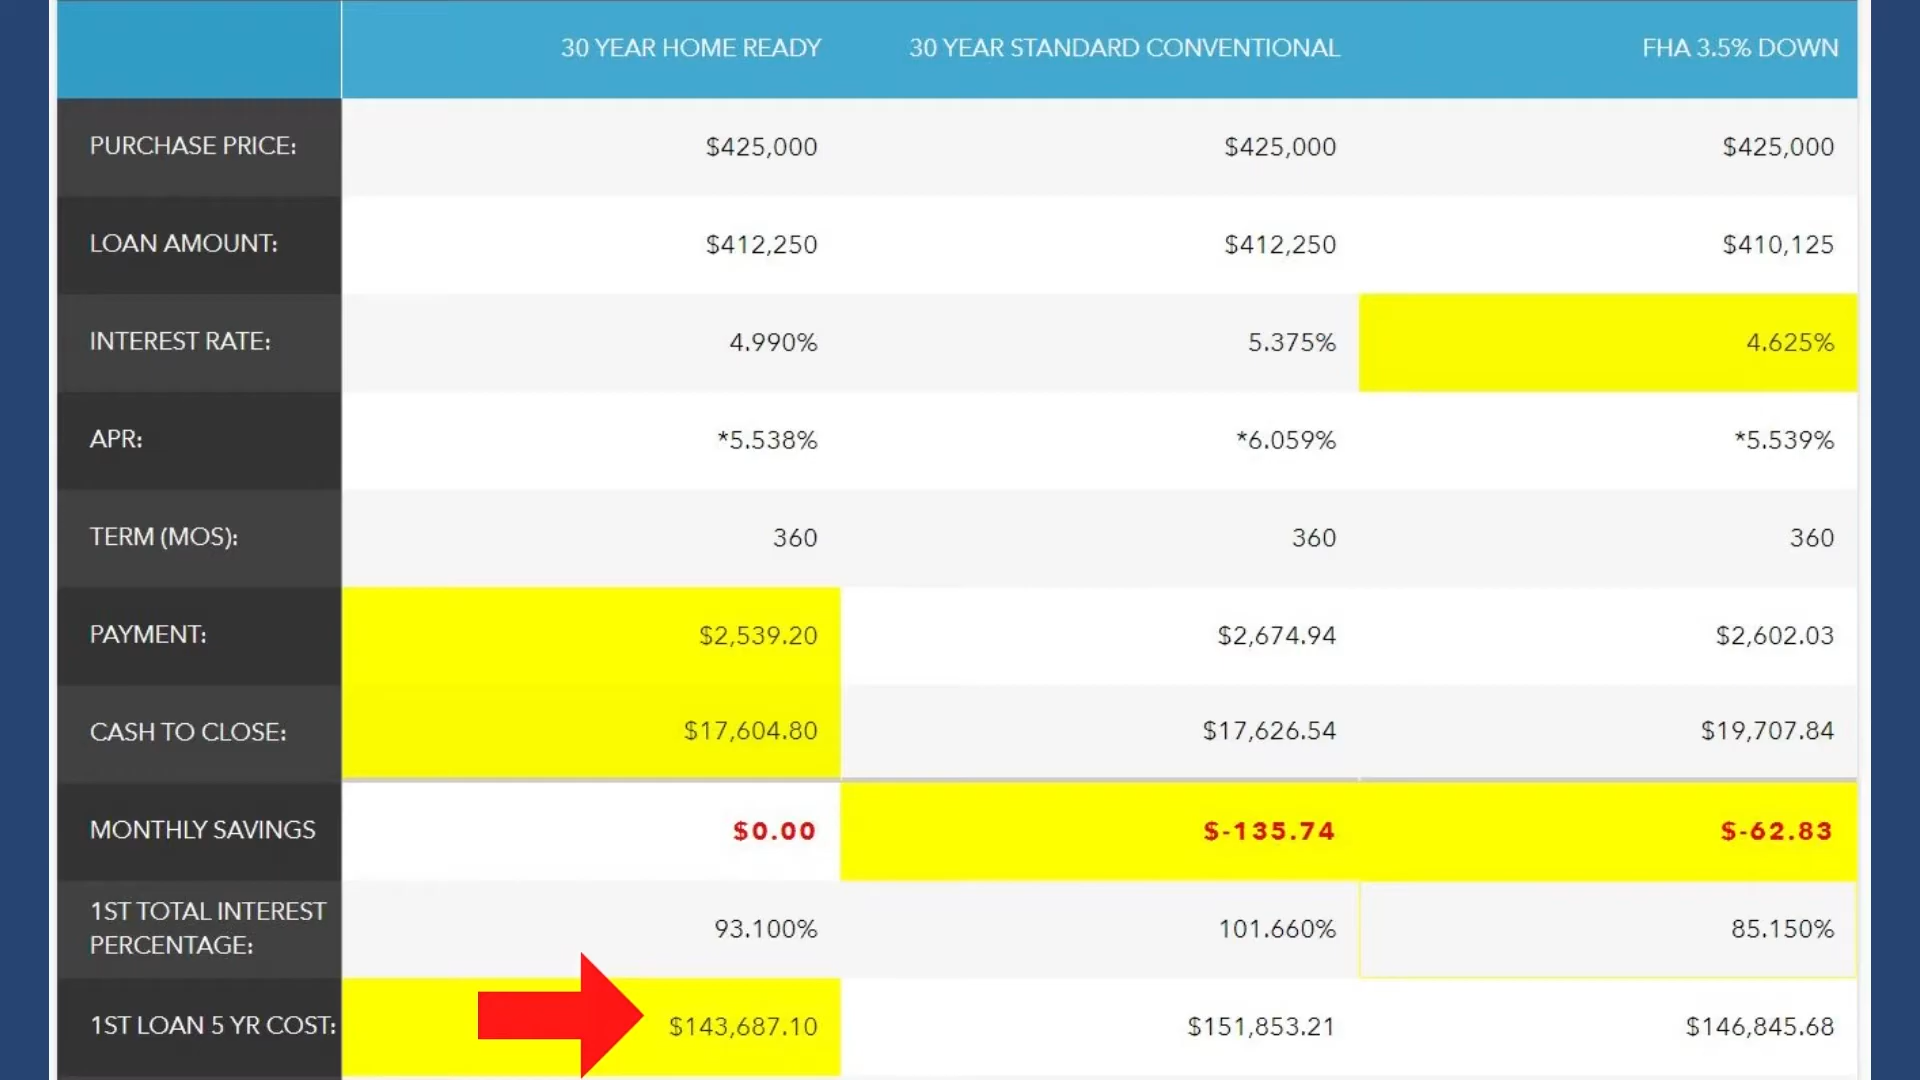 30 YEAR HOME READY 30 YEAR STANDARD CONVENTIONAL FHA 3.5% DOWN
PURCHASE PRICE: $425,000 $425,000 $425,000
LOAN AMOUNT: $412,250 $412,250 $410,125
INTEREST RATE: 4.990% 5.375% 4.625%
APR: *5.538% *6.059% *5.539%
TERM (MOS): 360 360 360
PAYMENT: $2,539.20 $2,674.94 $2,602.03
CASH TO CLOSE: $17,604.80 $17,626.54 $19,707.84
MONTHLY SAVINGS $0.00 $-135.74 $-62.83
1ST TOTAL INTEREST
PERCENTAGE: 93.100% 101.660% 85.150%
1ST LOAN 5 YR COST: $143,687.10 $151,853.21 $146,845.68